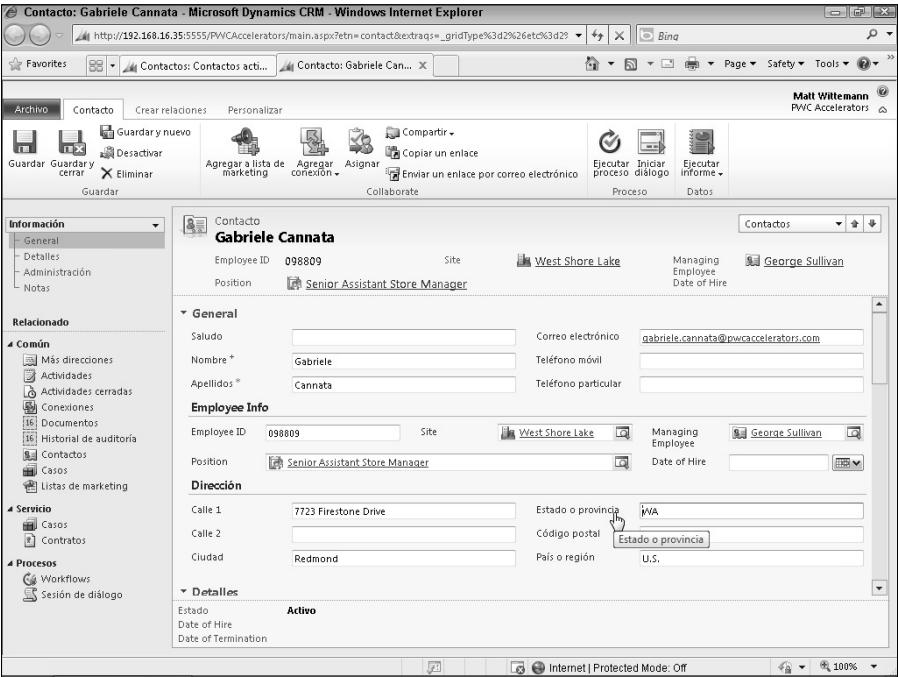 Contacto: Gabriele Cannata - Microsoft Dynamics CRM - Windows Internet Explorer
http://192.168.16.35:5555/PWCAccelerators/main.aspx?etn=contact&extraqs=_gridType%3d2%26etc%3d2%
Bing
Favorites
Contactos: Contactos acti...
Contacto: Gabriele Can...
Page
Safety
Tools
Matt Wittemann
PWC Accelerators
Archivo
Contacto
Crear relaciones
Personalizar
Guardar
Guardar y cerrar
Guardar y nuevo
Desactivar
Eliminar
Guardar
Agregar a lista de marketing
Agregar conexión
Asignar
Compartir
Copiar un enlace
Enviar un enlace por correo electrónico
Collaborate
Ejecutar proceso
Iniciar diálogo
Proceso
Ejecutar informe
Datos
Información
General
Detalles
Administración
Notas
Relacionado
Común
Más direcciones
Actividades
Actividades cerradas
Conexiones
16 Documentos
16 Historial de auditoría
Contactos
Casos
Listas de marketing
Servicio
Casos
Contratos
Procesos
Workflows
Sesión de diálogo
Contacto
Gabriele Cannata
Contactos
Employee ID 098809
Site West Shore Lake
Managing Employee George Sullivan
Position Senior Assistant Store Manager
Date of Hire
General
Saludo
Correo electrónico gabriele.cannata@pwcaccelerators.com
Nombre * Gabriele
Teléfono móvil
Apellidos * Cannata
Teléfono particular
Employee Info
Employee ID 098809
Site West Shore Lake
Managing Employee George Sullivan
Position Senior Assistant Store Manager
Date of Hire
Dirección
Calle 1 7723 Firestone Drive
Estado o provincia WA
Calle 2
Código postal
Estado o provincia
Ciudad Redmond
País o región U.S.
Detalles
Estado Activo
Date of Hire
Date of Termination
Internet | Protected Mode: Off
100%